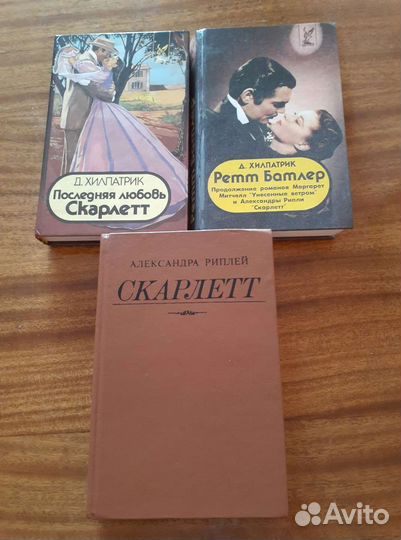 Д. ХИЛПАТРИК
Последняя любовь
Скарлетт
Д. ХИЛПАТРИК
Ретт Батлер
Продолжение романов Маргарет
Митчелл "Унесенные ветром"
и Александры Рипли
"Скарлетт"
АЛЕКСАНДРА РИПЛЕЙ
СКАРЛЕТТ
Avito